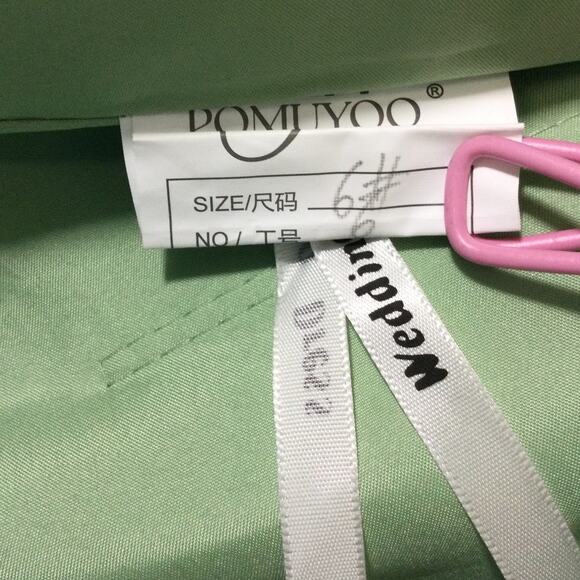 POMUYOO®
SIZE/尺码 6#
NO/工号
Wedding
Dress